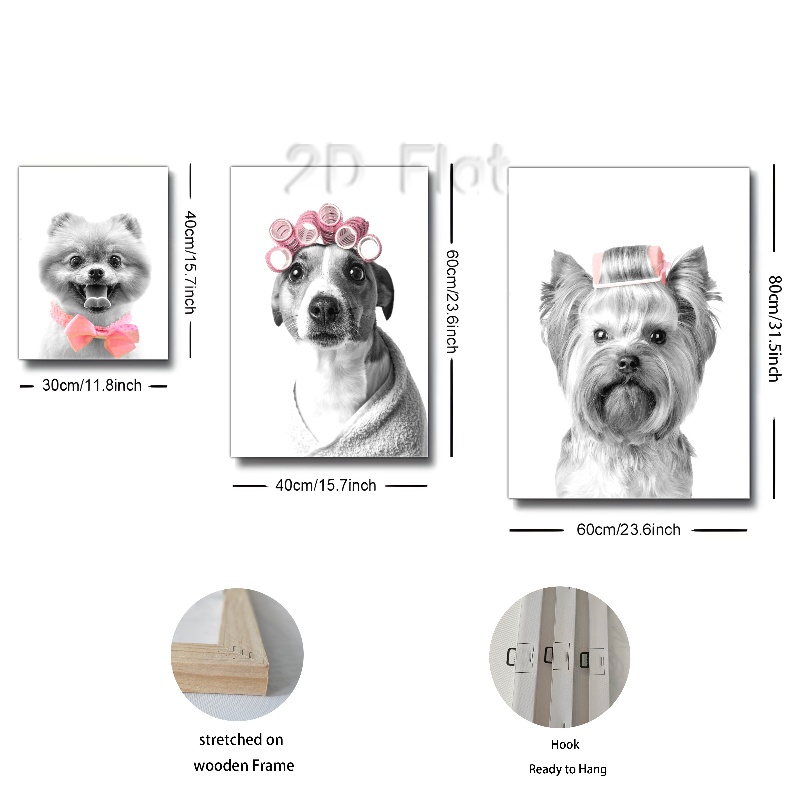 2D Flat
40cm/15.7inch
30cm/11.8inch
60cm/23.6inch
40cm/15.7inch
80cm/31.5inch
60cm/23.6inch
stretched on
wooden Frame
Hook
Ready to Hang